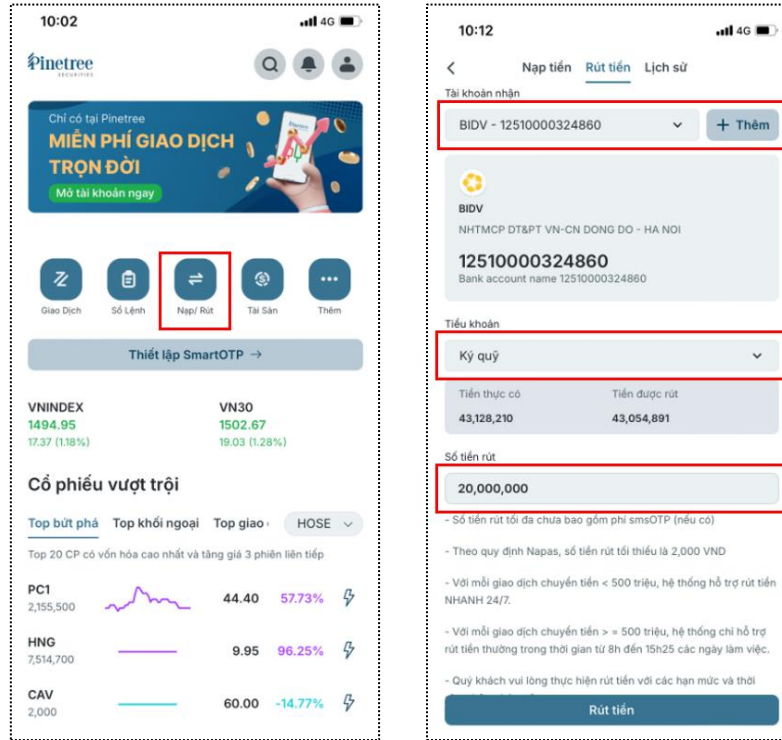 10:02
4G
Pinetree
SECURITIES
Chỉ có tại Pinetree
MIỄN PHÍ GIAO DỊCH
TRỌN ĐỜI
Mở tài khoản ngay
Giao Dịch Sổ Lệnh Nạp/ Rút Tài Sản Thêm
Thiết lập SmartOTP →
VNINDEX VN30
1494.95 1502.67
17.37 (1.18%) 19.03 (1.28%)
Cổ phiếu vượt trội
Top bứt phá Top khối ngoại Top giao HOSE
Top 20 CP có vốn hóa cao nhất và tăng giá 3 phiên liên tiếp
PC1
2,155,500
44.40 57.73%
HNG
7,514,700
9.95 96.25%
CAV
2,000
60.00 -14.77%
10:12
4G
Nạp tiền Rút tiền Lịch sử
Tài khoản nhận
BIDV - 12510000324860 + Thêm
BIDV
NHTMCP DT&PT VN-CN DONG DO - HA NOI
12510000324860
Bank account name 12510000324860
Tiểu khoản
Ký quỹ
Tiền thực có Tiền được rút
43,128,210 43,054,891
Số tiền rút
20,000,000
- Số tiền rút tối đa chưa bao gồm phí smsOTP (nếu có)
- Theo quy định Napas, số tiền rút tối thiểu là 2,000 VND
- Với mỗi giao dịch chuyển tiền < 500 triệu, hệ thống hỗ trợ rút tiền
NHANH 24/7.
- Với mỗi giao dịch chuyển tiền > = 500 triệu, hệ thống chỉ hỗ trợ
rút tiền thường trong thời gian từ 8h đến 15h25 các ngày làm việc.
- Quý khách vui lòng thực hiện rút tiền với các hạn mức và thời
Rút tiền